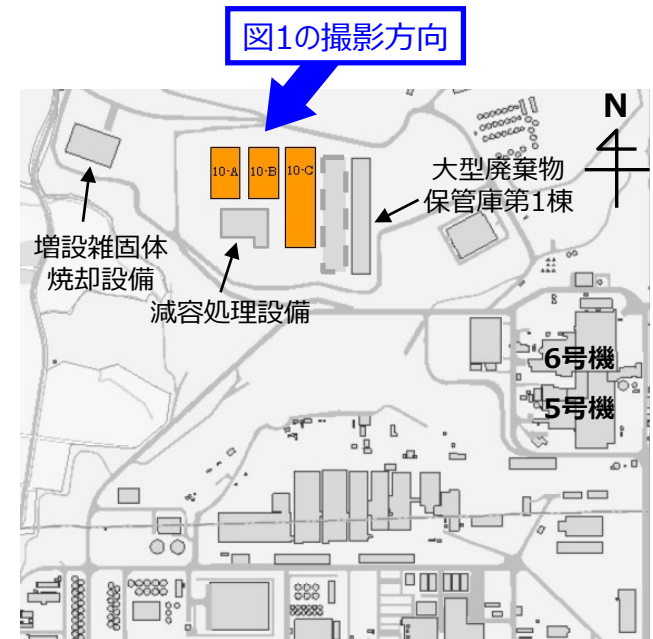 図1の撮影方向
N
10-A
10-B
10-C
大型廃棄物
保管庫第1棟
増設雑固体
焼却設備
減容処理設備
6号機
5号機